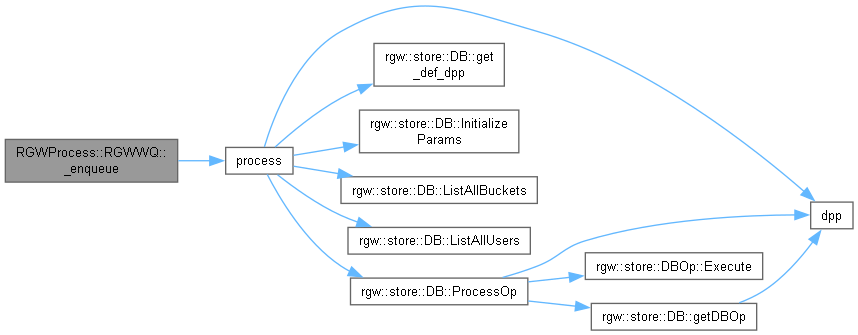 RGWProcess::RGWWQ::
_enqueue
process
rgw::store::DB::get
_def_dpp
rgw::store::DB::Initialize
Params
rgw::store::DB::ListAllBuckets
rgw::store::DB::ListAllUsers
rgw::store::DB::ProcessOp
dpp
rgw::store::DBOp::Execute
rgw::store::DB::getDBOp